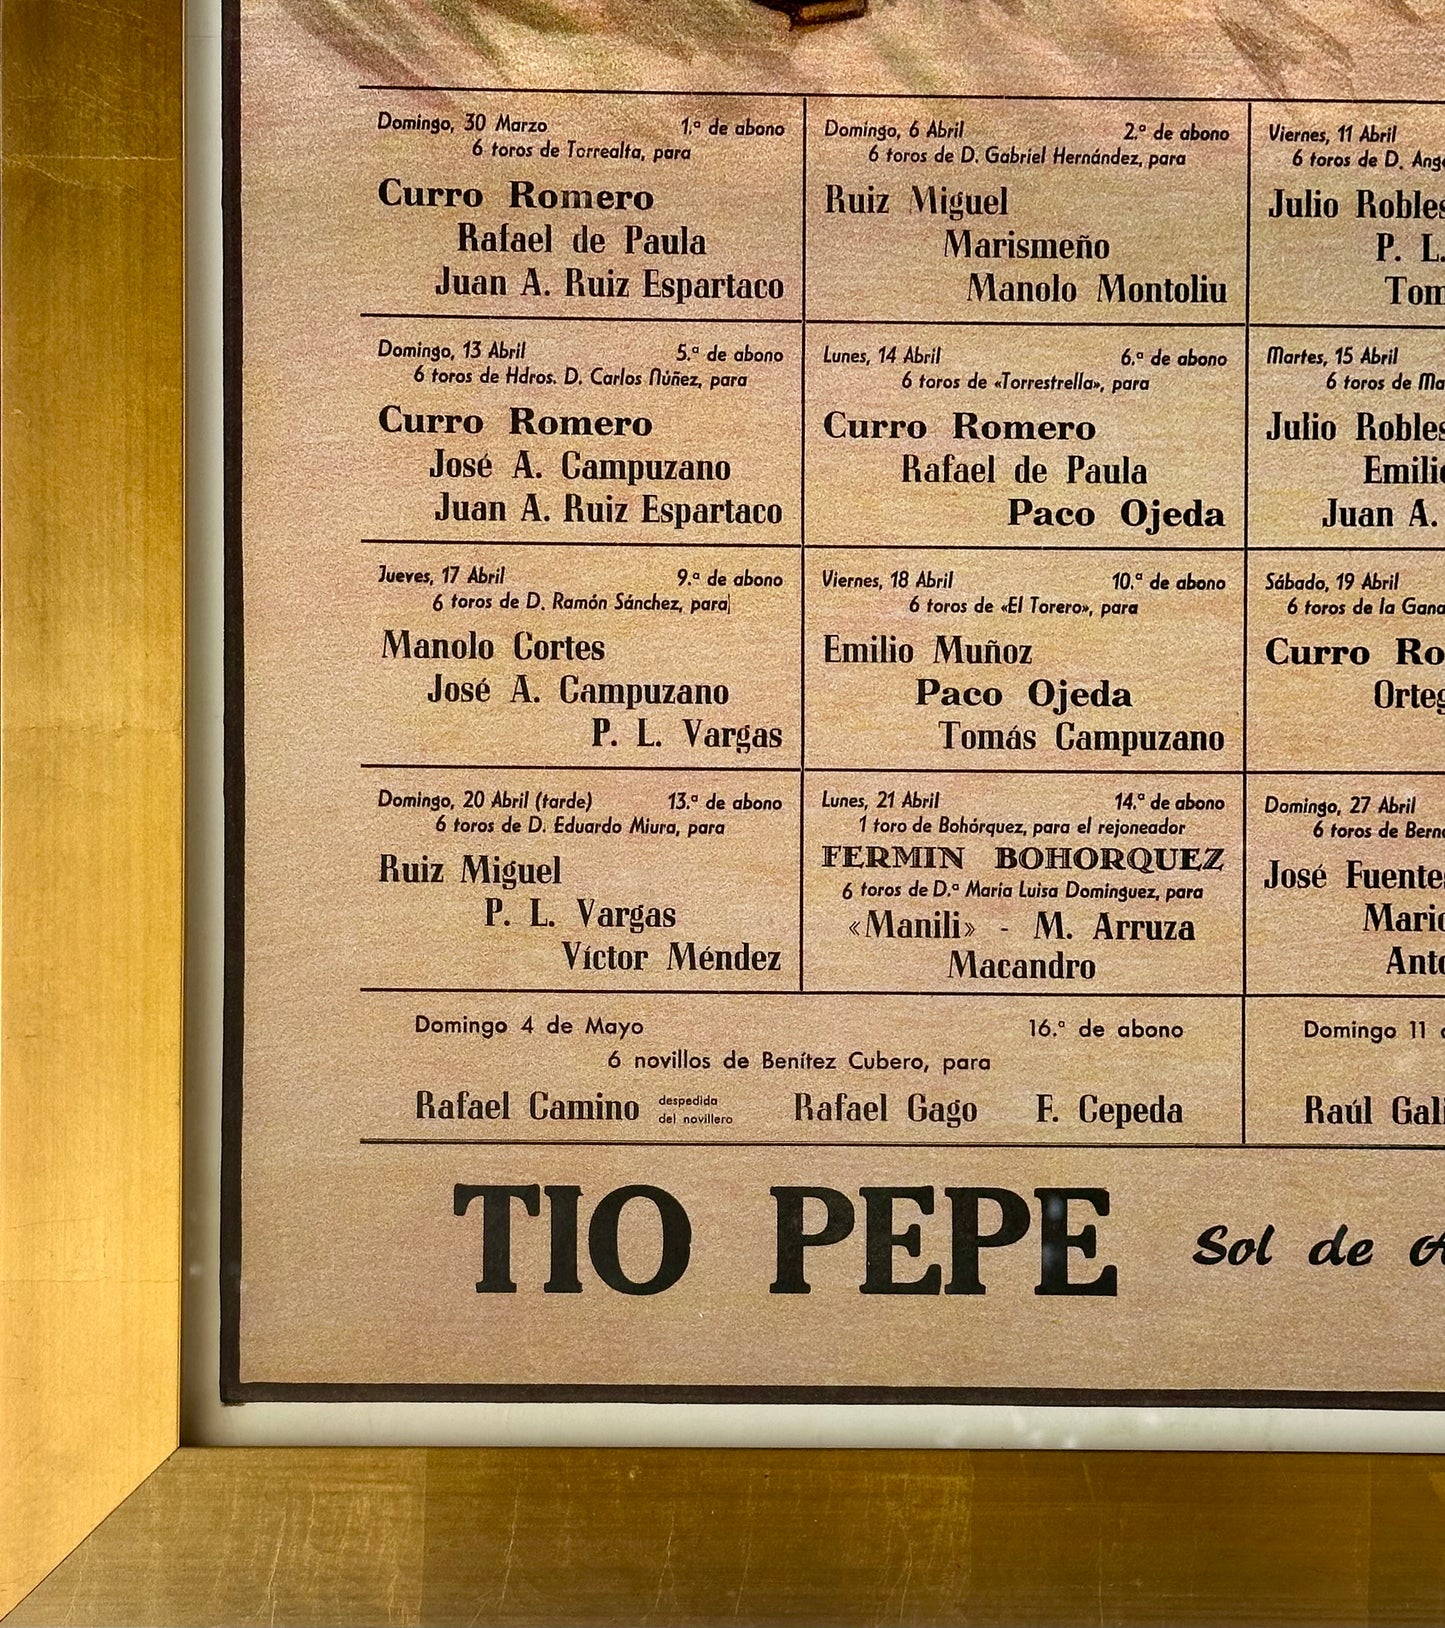 Domingo, 30 Marzo 1.ª de abono
6 toros de Torrealta, para
Curro Romero
Rafael de Paula
Juan A. Ruiz Espartaco
Domingo, 6 Abril 2.ª de abono
6 toros de D. Gabriel Hernández, para
Ruiz Miguel
Marismeño
Manolo Montoliu
Viernes, 11 Abril
6 toros de D.
Julio Robles
P. L.
Domingo, 13 Abril 5.ª de abono
6 toros de Hdros. D. Carlos Núñez, para
Curro Romero
José A. Campuzano
Juan A. Ruiz Espartaco
Lunes, 14 Abril 6.ª de abono
6 toros de «Torrestrella», para
Curro Romero
Rafael de Paula
Paco Ojeda
Martes, 15 Abril
6 toros de
Julio Robles
Emilio
Juan A.
Jueves, 17 Abril 9.ª de abono
6 toros de D. Ramón Sánchez, para
Manolo Cortes
José A. Campuzano
P. L. Vargas
Viernes, 18 Abril 10.ª de abono
6 toros de «El Torero», para
Emilio Muñoz
Paco Ojeda
Tomás Campuzano
Sábado, 19 Abril
6 toros de la
Curro
Domingo, 20 Abril (tarde) 13.ª de abono
6 toros de D. Eduardo Miura, para
Ruiz Miguel
P. L. Vargas
Víctor Méndez
Lunes, 21 Abril 14.ª de abono
1 toro de Bohórquez, para el rejoneador
FERMIN BOHORQUEZ
6 toros de D.ª María Luisa Domínguez, para
«Manili» - M. Arruza
Macandro
Domingo, 27 Abril
6 toros de
José Fuentes
Domingo 4 de Mayo 16.ª de abono
6 novillos de Benítez Cubero, para
Rafael Camino despedida del novillero Rafael Gago F. Cepeda
Domingo 11
Raúl
TIO PEPE Sol de